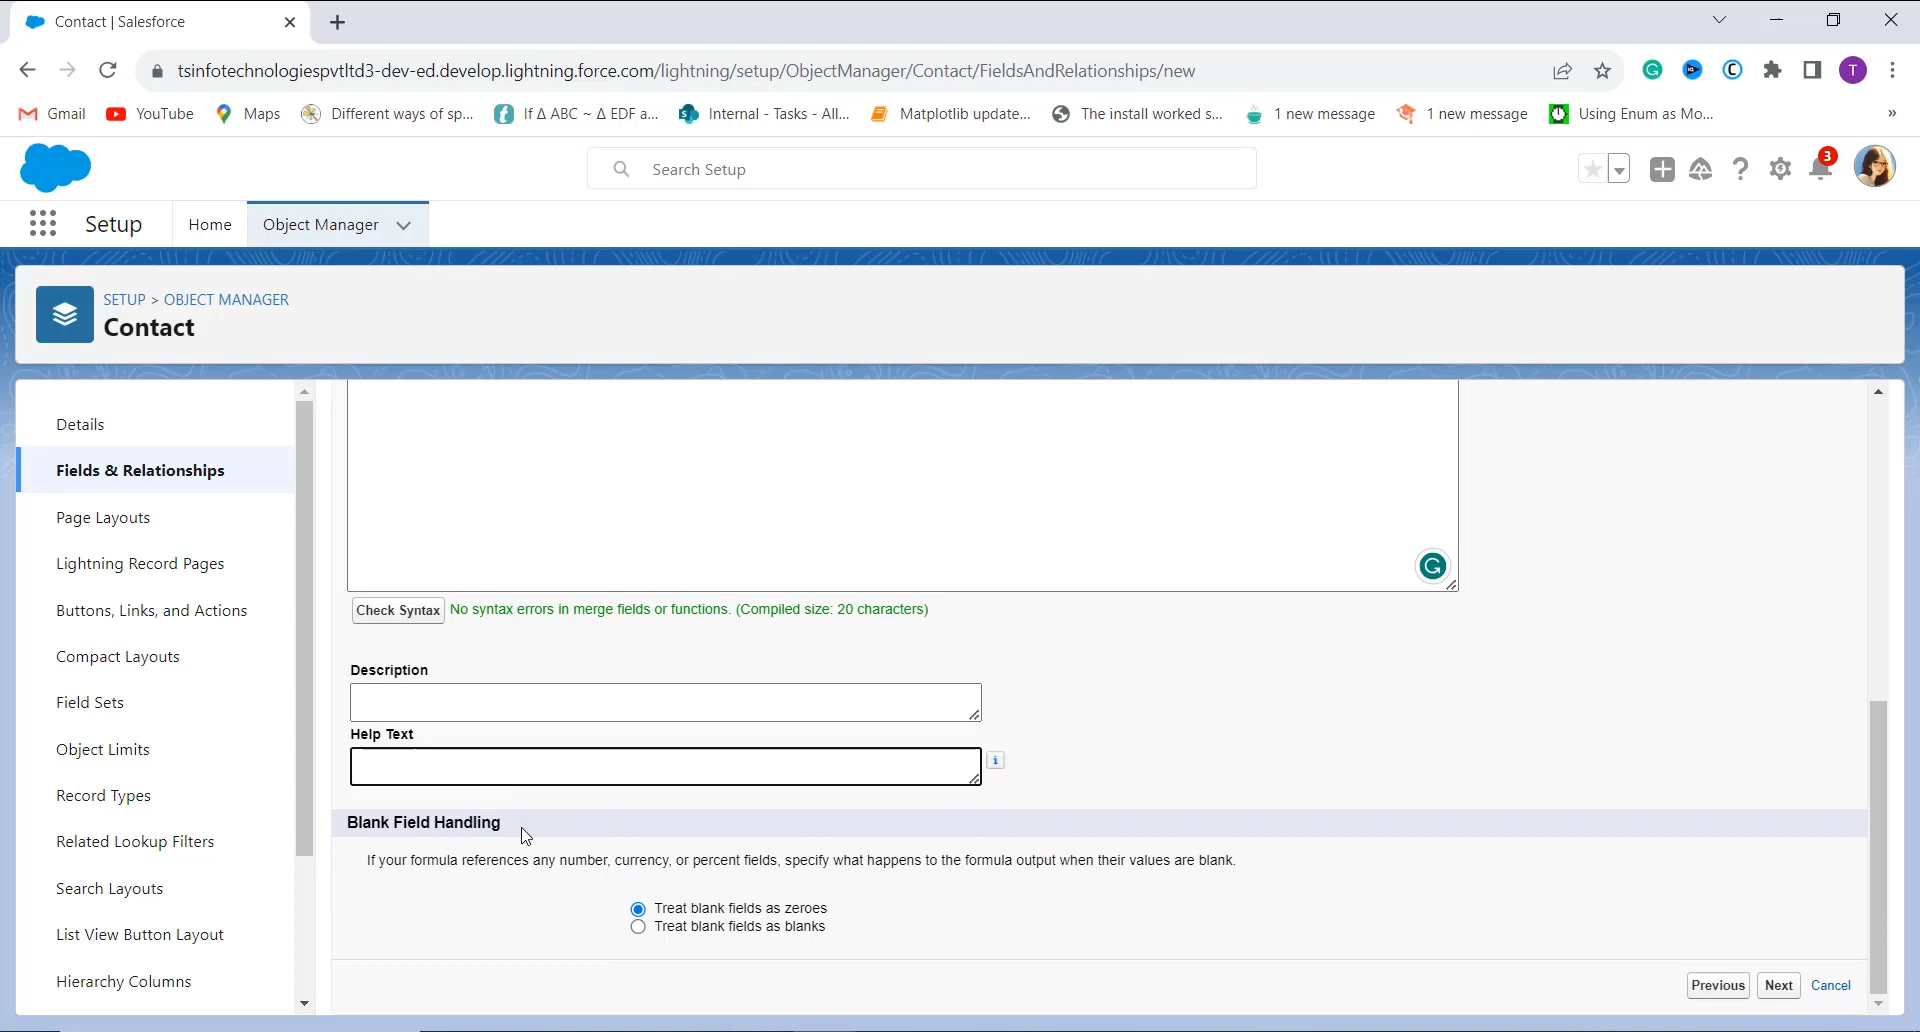 Contact | Salesforce
tsinfotechnologiespvtltd3-dev-ed.develop.lightning.force.com/lightning/setup/ObjectManager/Contact/FieldsAndRelationships/new
T
Gmail
YouTube
Maps
Different ways of sp...
If Δ ABC ~ Δ EDF a...
Internal - Tasks - All...
Matplotlib update...
The install worked s...
1 new message
1 new message
Using Enum as Mo...
»
Search Setup
3
Setup
Home
Object Manager
SETUP > OBJECT MANAGER
Contact
Details
Fields & Relationships
Page Layouts
Lightning Record Pages
Buttons, Links, and Actions
Compact Layouts
Field Sets
Object Limits
Record Types
Related Lookup Filters
Search Layouts
List View Button Layout
Hierarchy Columns
Check Syntax No syntax errors in merge fields or functions. (Compiled size: 20 characters)
Description
Help Text
i
Blank Field Handling
If your formula references any number, currency, or percent fields, specify what happens to the formula output when their values are blank.
Treat blank fields as zeroes
Treat blank fields as blanks
Previous Next Cancel